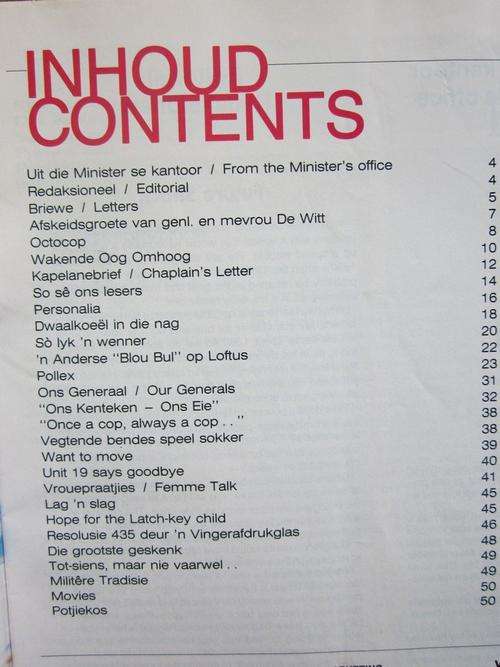 INHOUD
CONTENTS
Uit die Minister se kantoor / From the Minister's office 4
Redaksioneel / Editorial 4
Briewe / Letters 5
Afskeidsgroete van genl. en mevrou De Witt 7
Octocop 8
Wakende Oog Omhoog 10
Kapelanebrief / Chaplain's Letter 12
So sê ons lesers 14
Personalia 16
Dwaalkoeël in die nag 18
Sò lyk 'n wenner 20
'n Anderse "Blou Bul" op Loftus 22
Pollex 23
Ons Generaal / Our Generals 31
"Ons Kenteken – Ons Eie" 32
"Once a cop, always a cop . . " 38
Vegtende bendes speel sokker 38
Want to move 39
Unit 19 says goodbye 40
Vrouepraatjies / Femme Talk 41
Lag 'n slag 45
Hope for the Latch-key child 45
Resolusie 435 deur 'n Vingerafdrukglas 46
Die grootste geskenk 48
Tot-siens, maar nie vaarwel . . 49
Militêre Tradisie 49
Movies 50
Potjiekos 50